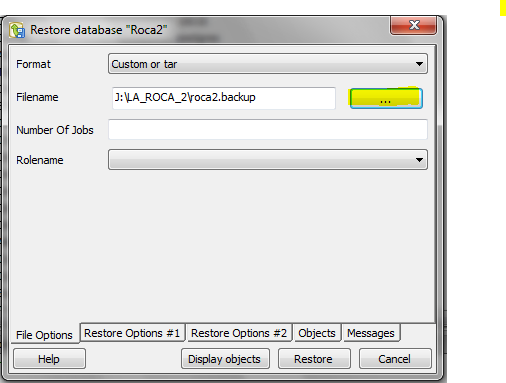 Restore database "Roca2"
Format Custom or tar
Filename J:\LA_ROCA_2\roca2.backup ...
Number Of Jobs
Rolename
File Options Restore Options #1 Restore Options #2 Objects Messages
Help Display objects Restore Cancel